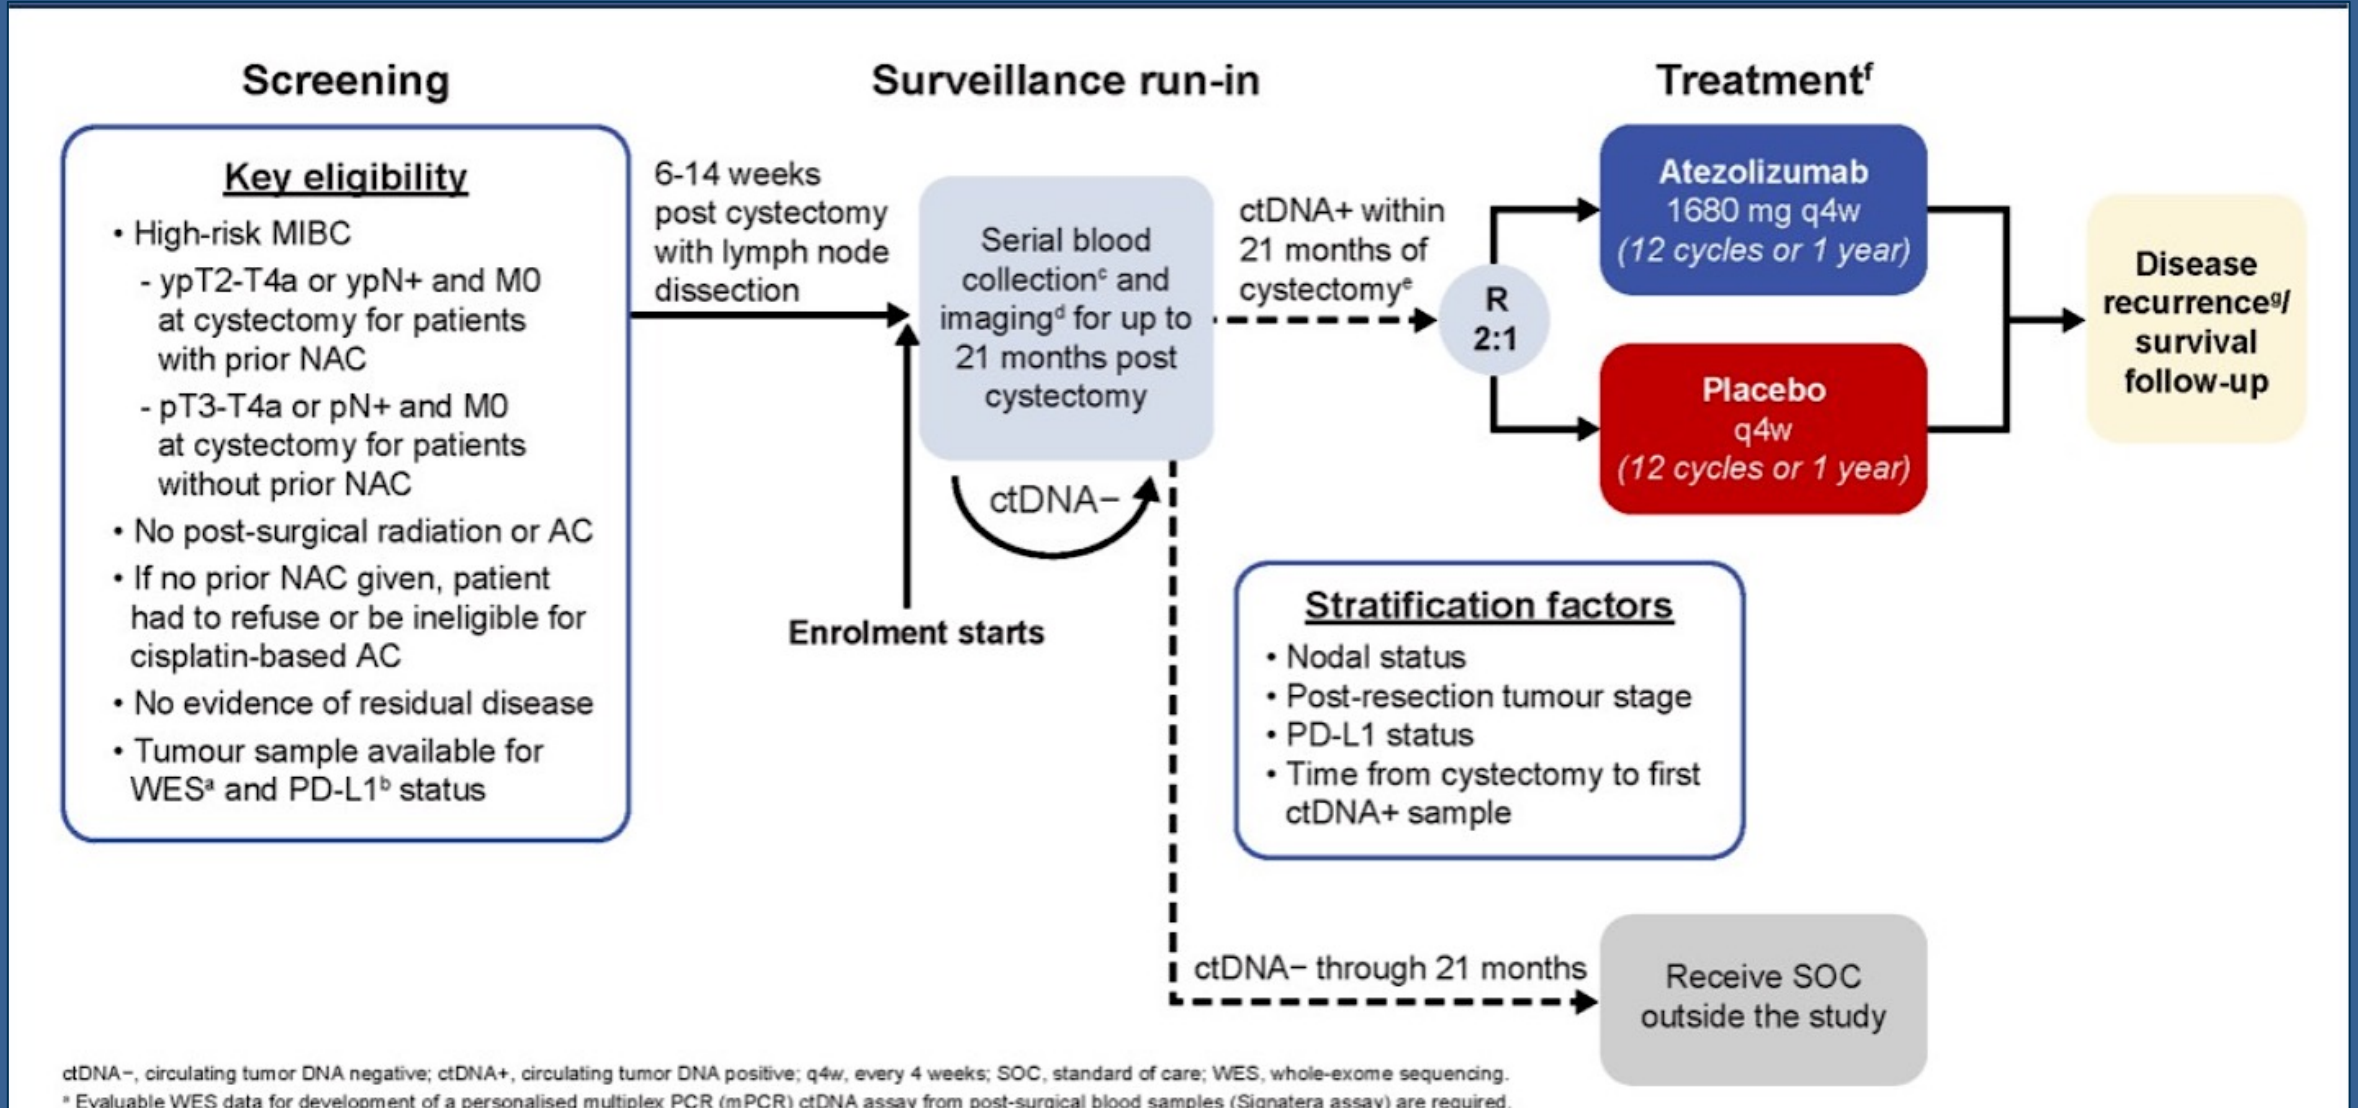 Screening
Key eligibility
• High-risk MIBC
- ypT2-T4a or ypN+ and M0
at cystectomy for patients
with prior NAC
- pT3-T4a or pN+ and M0
at cystectomy for patients
without prior NAC
• No post-surgical radiation or AC
• If no prior NAC given, patient
had to refuse or be ineligible for
cisplatin-based AC
• No evidence of residual disease
• Tumour sample available for
WESᵃ and PD-L1ᵇ status
6-14 weeks
post cystectomy
with lymph node
dissection
Enrolment starts
Surveillance run-in
Serial blood
collectionᶜ and
imagingᵈ for up to
21 months post
cystectomy
ctDNA−
ctDNA+ within
21 months of
cystectomyᵉ
R
2:1
Treatmentᶠ
Atezolizumab
1680 mg q4w
(12 cycles or 1 year)
Placebo
q4w
(12 cycles or 1 year)
Disease
recurrenceᵍ/
survival
follow-up
Stratification factors
• Nodal status
• Post-resection tumour stage
• PD-L1 status
• Time from cystectomy to first
ctDNA+ sample
ctDNA− through 21 months
Receive SOC
outside the study
ctDNA−, circulating tumor DNA negative; ctDNA+, circulating tumor DNA positive; q4w, every 4 weeks; SOC, standard of care; WES, whole-exome sequencing.
ᵃ Evaluable WES data for development of a personalised multiplex PCR (mPCR) ctDNA assay from post-surgical blood samples (Signatera assay) are required.